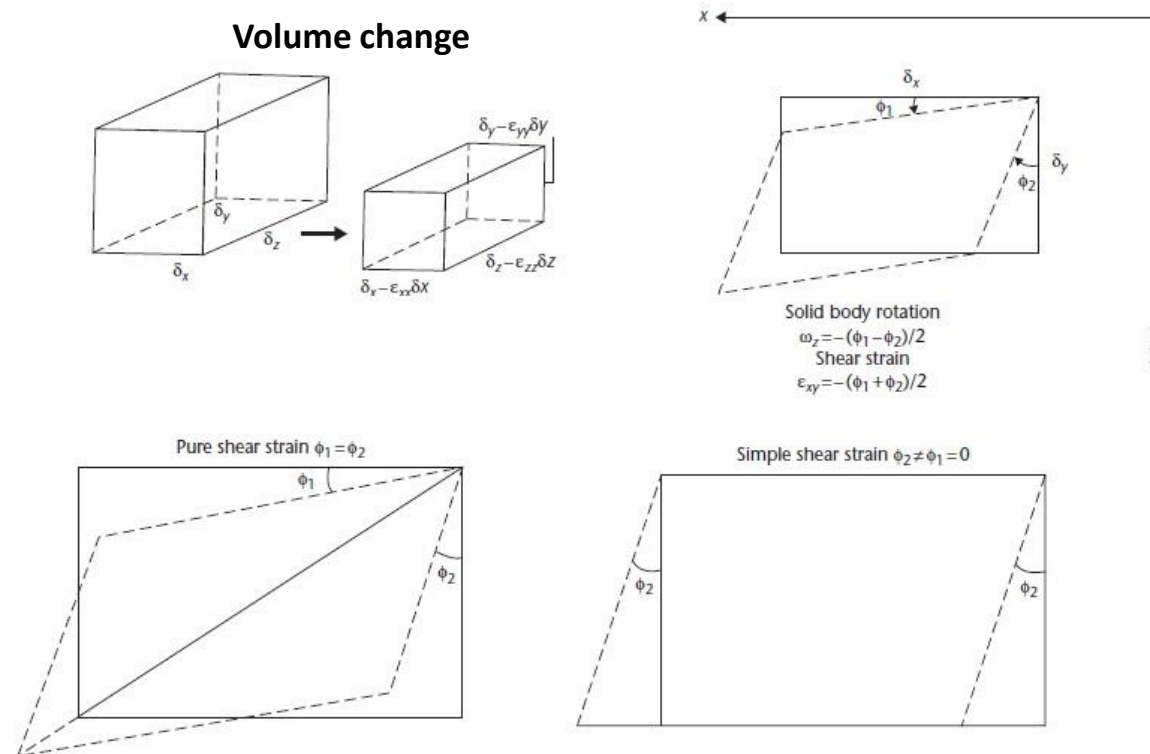 Volume change
δy−εyyδy
δy
δz
δx
δz−εzzδz
δx−εxxδx
x
δx
ϕ1
δy
ϕ2
Solid body rotation
ωz=−(ϕ1−ϕ2)/2
Shear strain
εxy=−(ϕ1+ϕ2)/2
Pure shear strain ϕ1=ϕ2
ϕ1
ϕ2
Simple shear strain ϕ2≠ϕ1=0
ϕ2
ϕ2